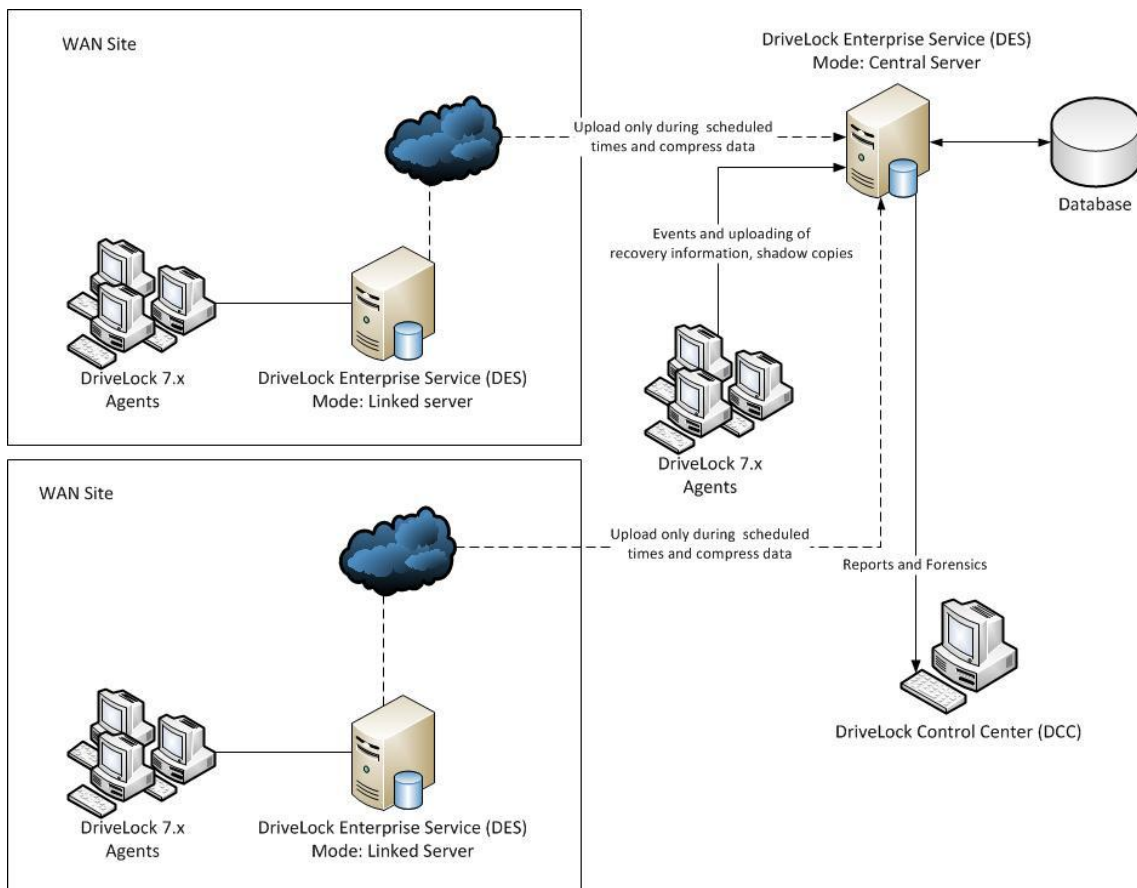 WAN Site
DriveLock 7.x
Agents
DriveLock Enterprise Service (DES)
Mode: Linked server
Upload only during scheduled
times and compress data
DriveLock Enterprise Service (DES)
Mode: Central Server
Database
Events and uploading of
recovery information, shadow copies
DriveLock 7.x
Agents
WAN Site
Upload only during scheduled
times and compress data
Reports and Forensics
DriveLock Control Center (DCC)
DriveLock 7.x
Agents
DriveLock Enterprise Service (DES)
Mode: Linked Server